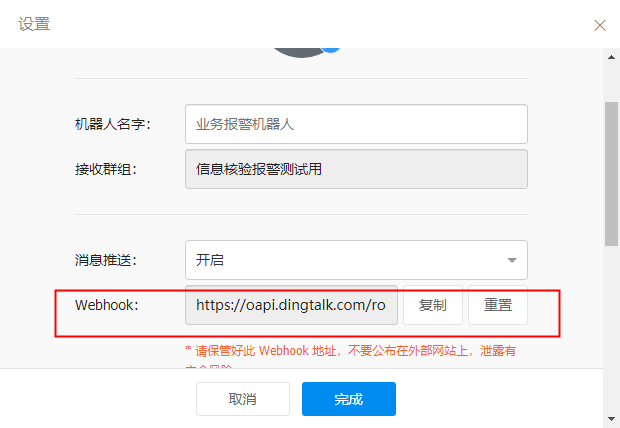 设置
机器人名字：
业务报警机器人
接收群组：
信息核验报警测试用
消息推送：
开启
Webhook：
https://oapi.dingtalk.com/ro
复制
重置
* 请保管好此 Webhook 地址，不要公布在外部网站上，泄露有
取消
完成